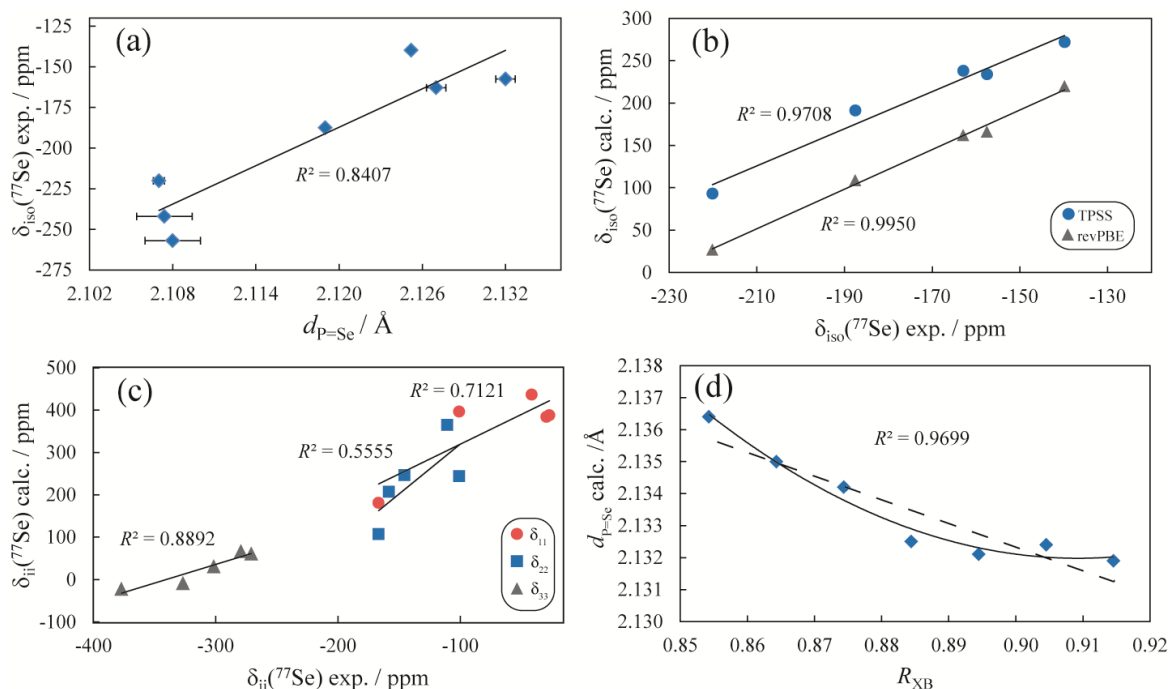 (a)
δiso(⁷⁷Se) exp. / ppm
-125
-150
-175
-200
-225
-250
-275
R² = 0.8407
2.102 2.108 2.114 2.120 2.126 2.132
dP=Se / Å
(b)
δiso(⁷⁷Se) calc. / ppm
300
250
200
150
100
50
0
R² = 0.9708
R² = 0.9950
TPSS
revPBE
-230 -210 -190 -170 -150 -130
δiso(⁷⁷Se) exp. / ppm
(c)
δii(⁷⁷Se) calc. / ppm
500
400
300
200
100
0
-100
R² = 0.7121
R² = 0.5555
R² = 0.8892
δ11
δ22
δ33
-400 -300 -200 -100
δii(⁷⁷Se) exp. / ppm
(d)
dP=Se calc. /Å
2.138
2.137
2.136
2.135
2.134
2.133
2.132
2.131
2.130
R² = 0.9699
0.85 0.86 0.87 0.88 0.89 0.90 0.91 0.92
RXB